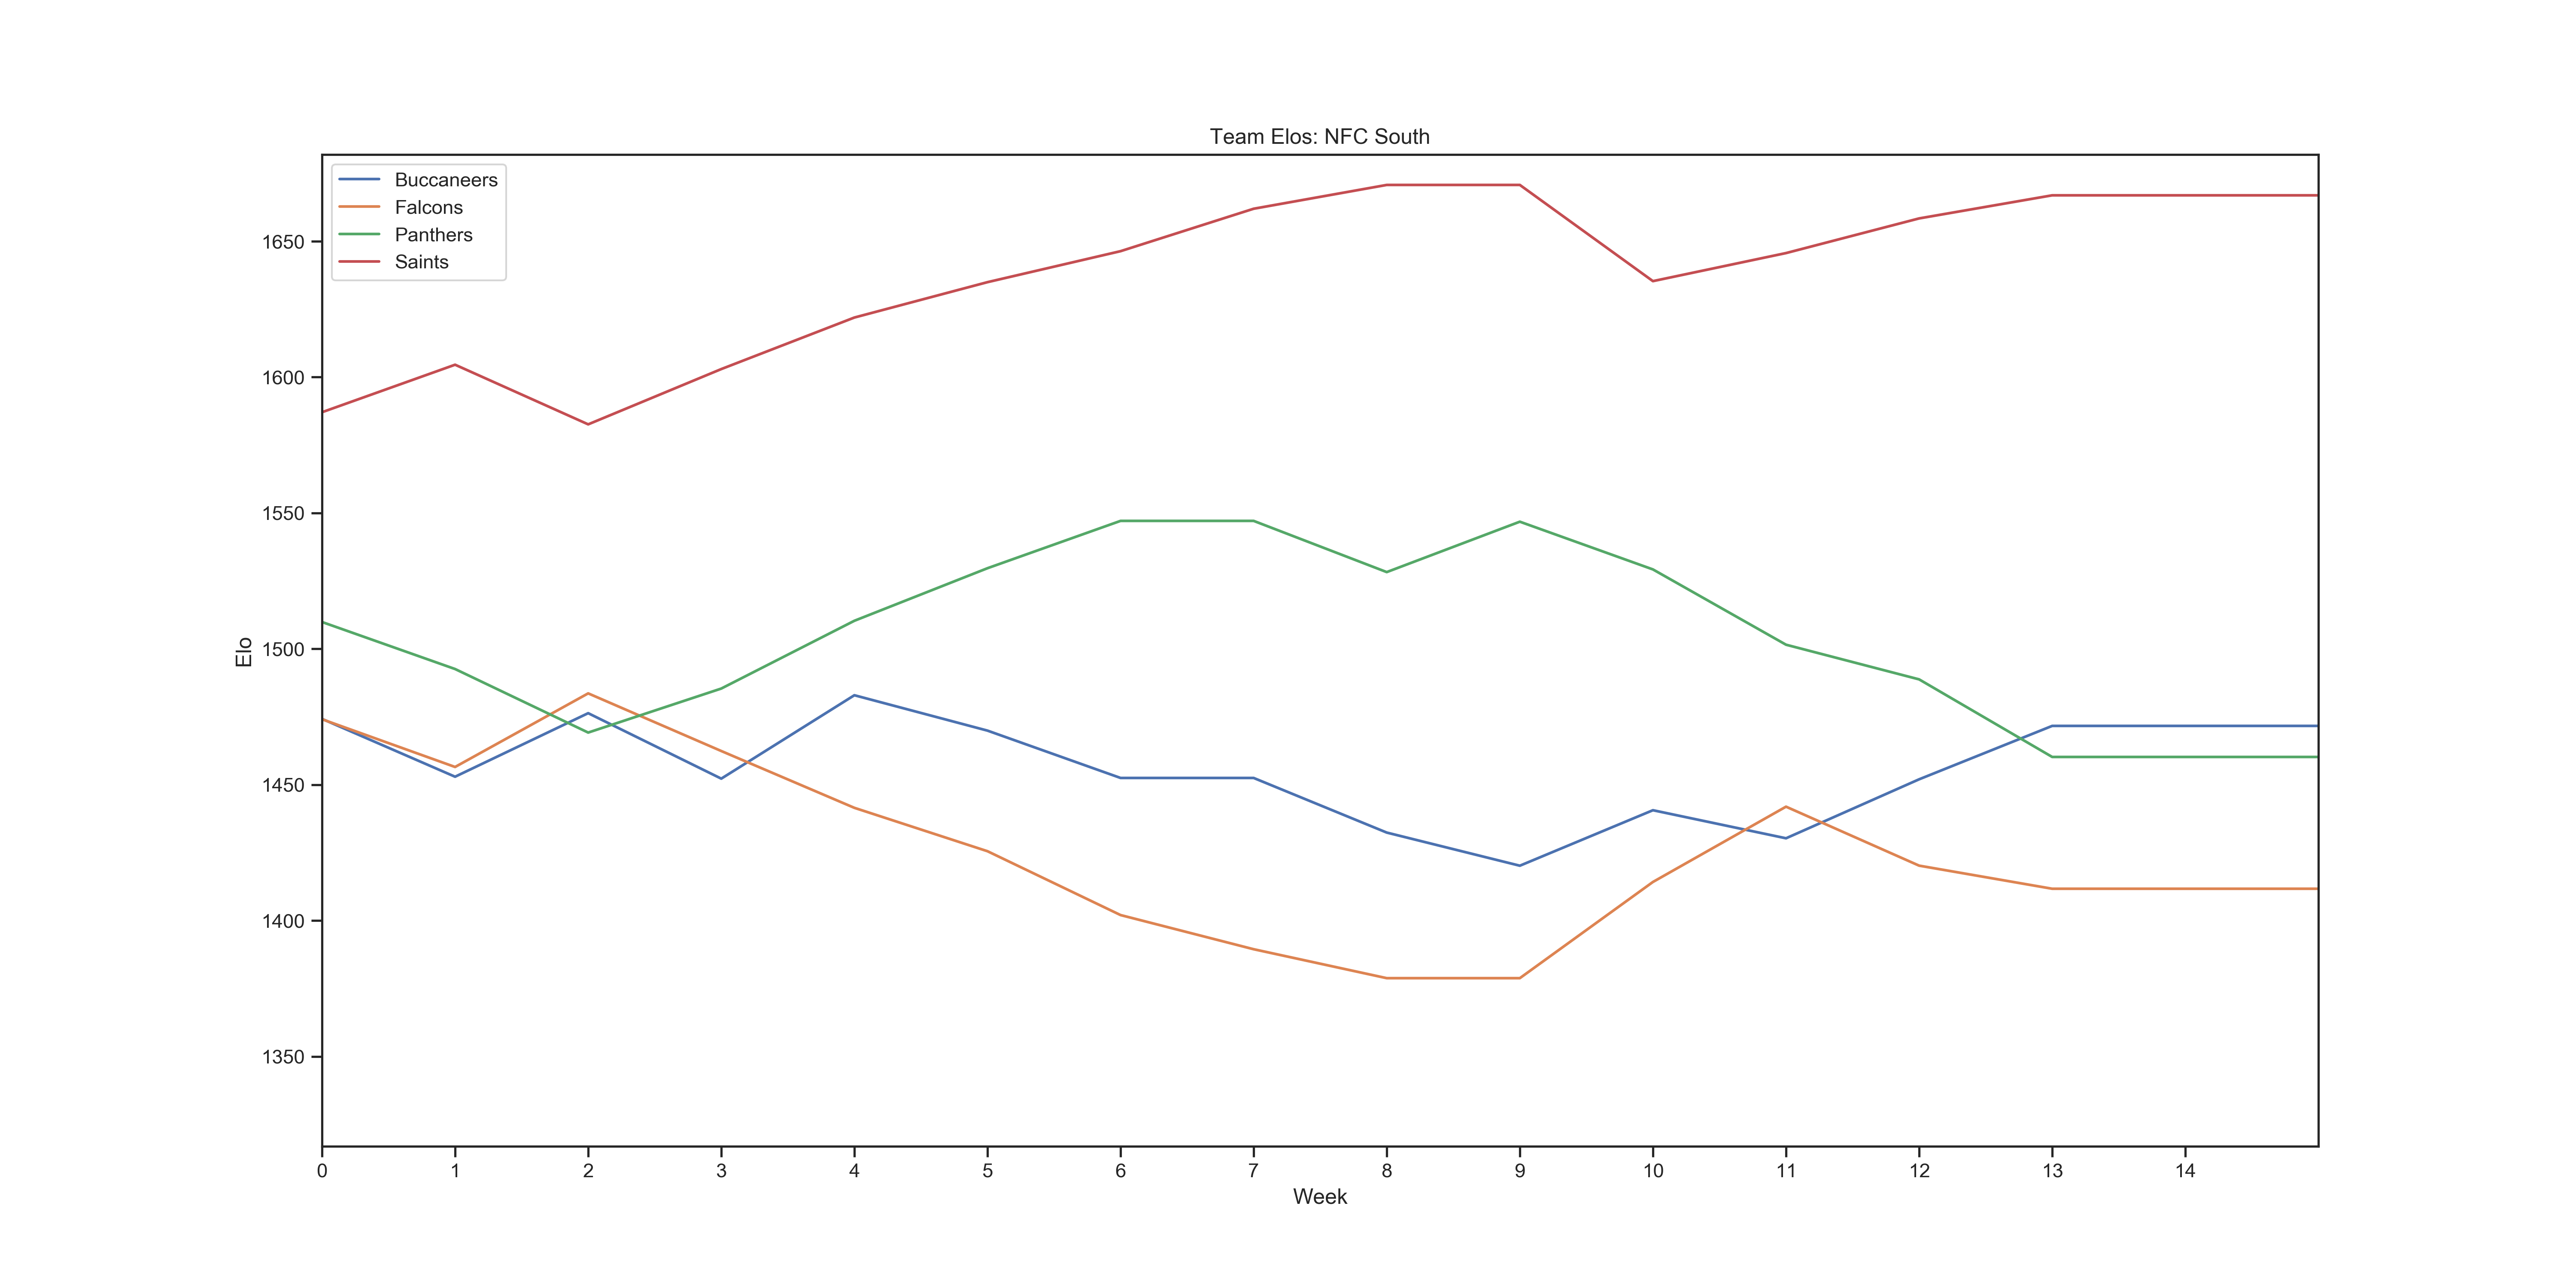 Team Elos: NFC South
Buccaneers
Falcons
Panthers
Saints
1650
1600
1550
1500
1450
1400
1350
Elo
0 1 2 3 4 5 6 7 8 9 10 11 12 13 14
Week